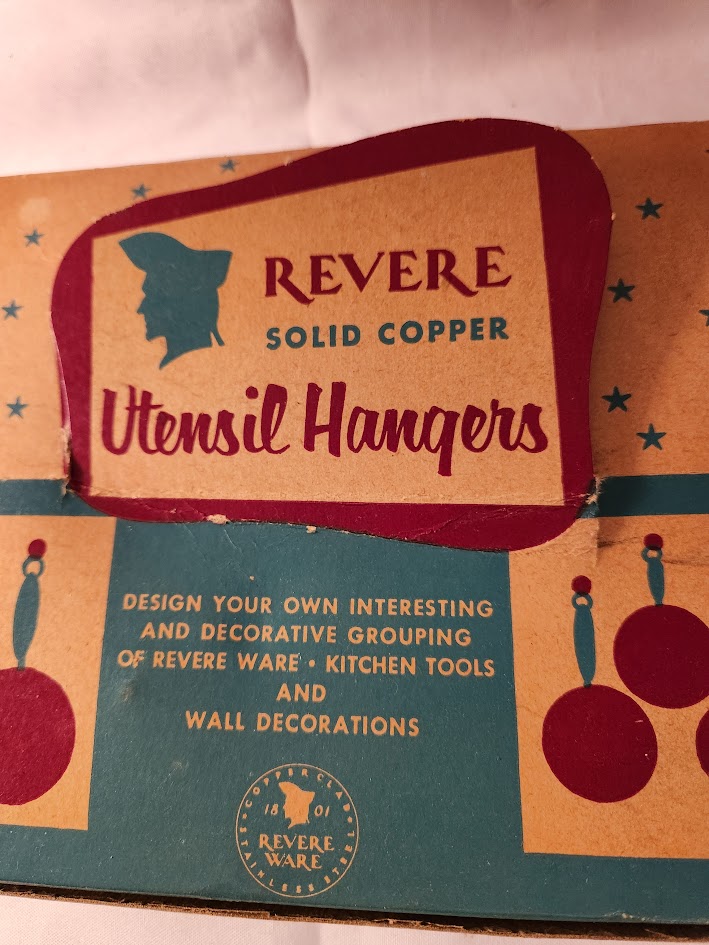 REVERE
SOLID COPPER
Utensil Hangers
DESIGN YOUR OWN INTERESTING
AND DECORATIVE GROUPING
OF REVERE WARE • KITCHEN TOOLS
AND
WALL DECORATIONS
COPPER CLAD
18 01
REVERE
WARE
STAINLESS STEEL